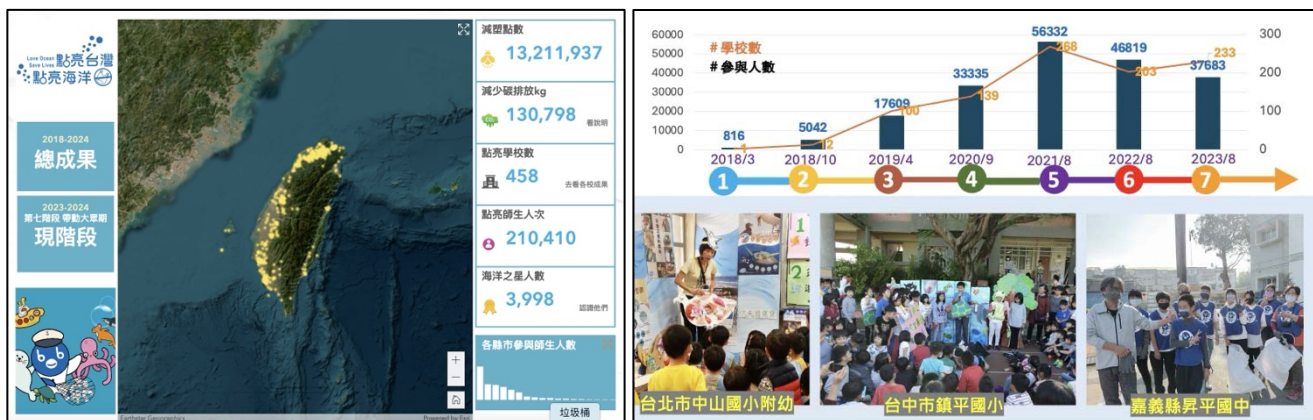 Love Ocean
Save Lives
點亮台灣
點亮海洋
2018-2024
總成果
2023-2024
第七階段 帶動大眾期
現階段
Earthstar Geographics
Powered by Esri
減塑點數
13,211,937
減少碳排放kg
130,798
看說明
點亮學校數
458
去看各校成果
點亮師生人次
210,410
海洋之星人數
3,998
認識他們
各縣市參與師生人數
垃圾桶
# 學校數
# 參與人數
60000
50000
40000
30000
20000
10000
0
300
200
100
0
816
5042
17609
33335
56332
46819
37683
1
12
100
139
268
203
233
2018/3
2018/10
2019/4
2020/9
2021/8
2022/8
2023/8
1
2
3
4
5
6
7
1
2
台北市中山國小附幼
台中市鎮平國小
嘉義縣昇平國中